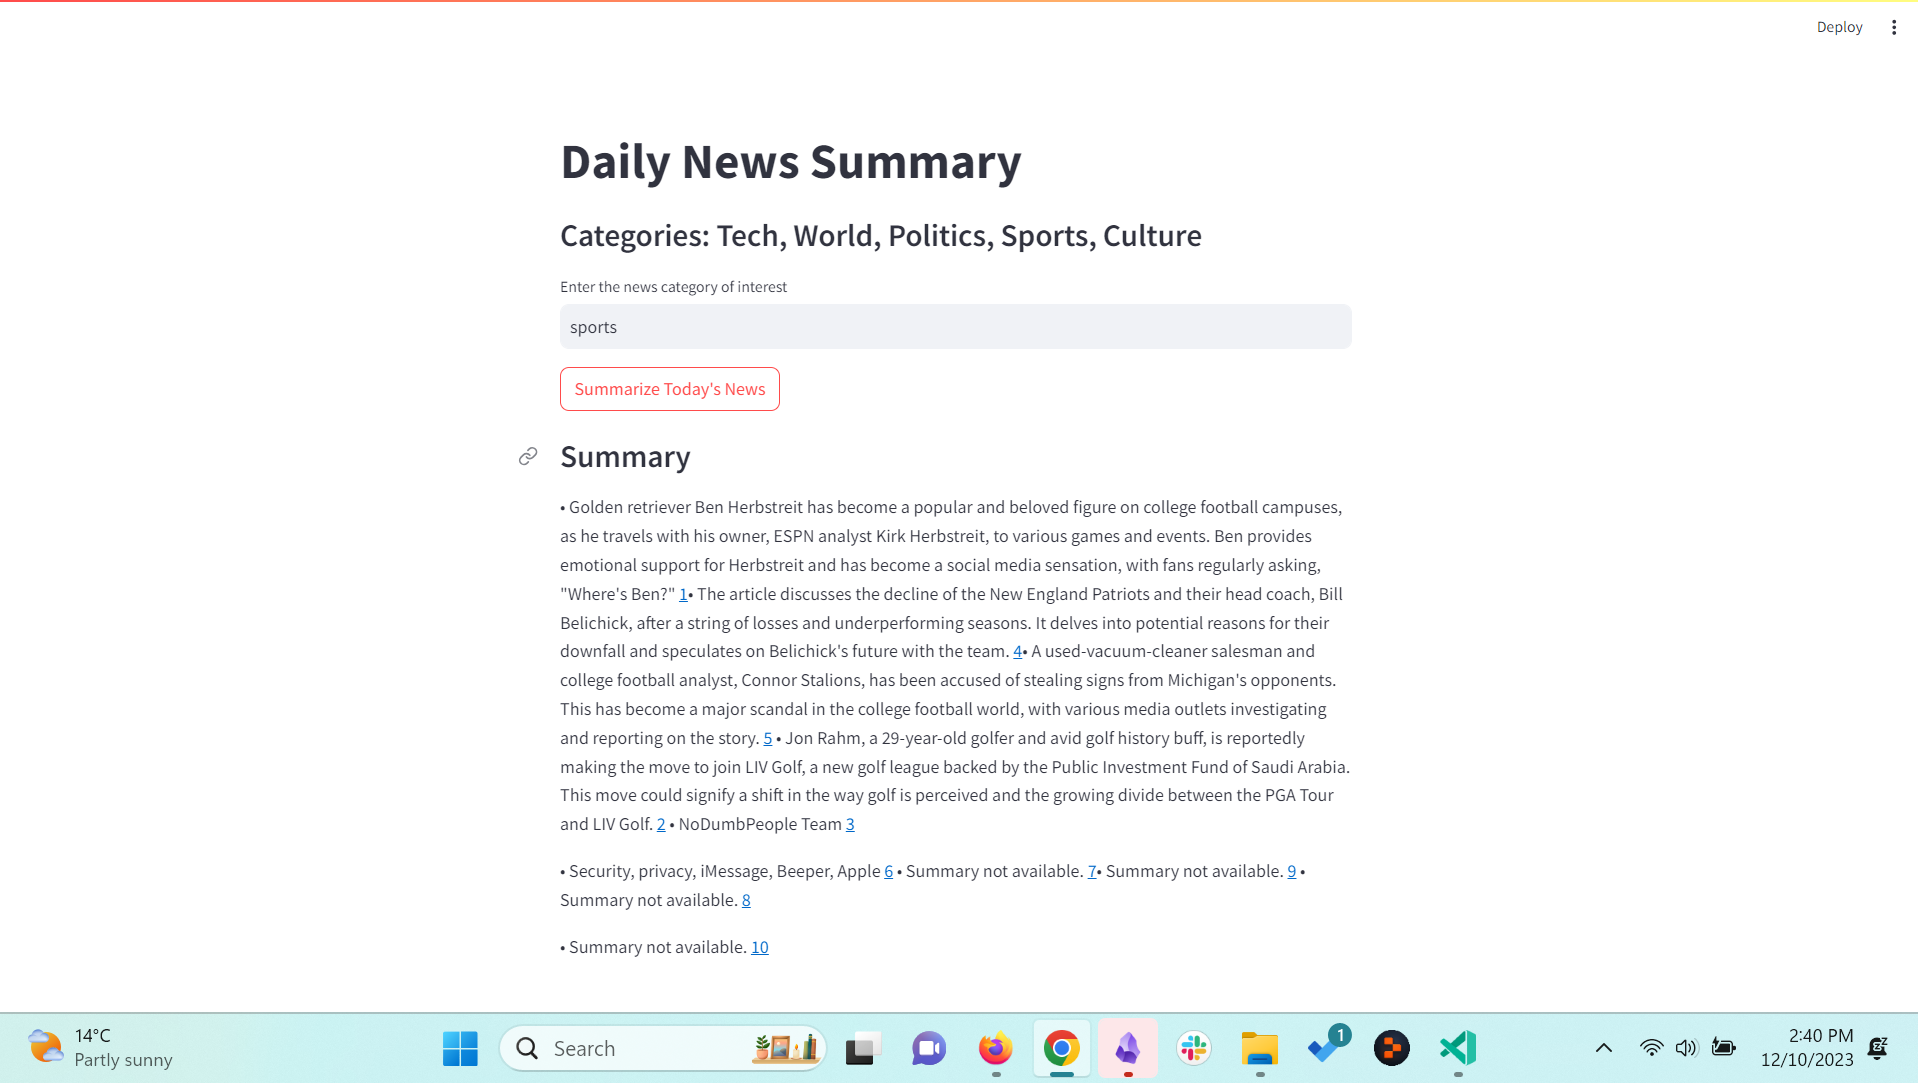 Deploy
Daily News Summary
Categories: Tech, World, Politics, Sports, Culture
Enter the news category of interest
sports
Summarize Today's News
Summary
• Golden retriever Ben Herbstreit has become a popular and beloved figure on college football campuses,
as he travels with his owner, ESPN analyst Kirk Herbstreit, to various games and events. Ben provides
emotional support for Herbstreit and has become a social media sensation, with fans regularly asking,
"Where's Ben?" 1• The article discusses the decline of the New England Patriots and their head coach, Bill
Belichick, after a string of losses and underperforming seasons. It delves into potential reasons for their
downfall and speculates on Belichick's future with the team. 4• A used-vacuum-cleaner salesman and
college football analyst, Connor Stalions, has been accused of stealing signs from Michigan's opponents.
This has become a major scandal in the college football world, with various media outlets investigating
and reporting on the story. 5 • Jon Rahm, a 29-year-old golfer and avid golf history buff, is reportedly
making the move to join LIV Golf, a new golf league backed by the Public Investment Fund of Saudi Arabia.
This move could signify a shift in the way golf is perceived and the growing divide between the PGA Tour
and LIV Golf. 2 • NoDumbPeople Team 3
• Security, privacy, iMessage, Beeper, Apple 6 • Summary not available. 7• Summary not available. 9 •
Summary not available. 8
• Summary not available. 10
14°C
Partly sunny
Search
1
2:40 PM
12/10/2023